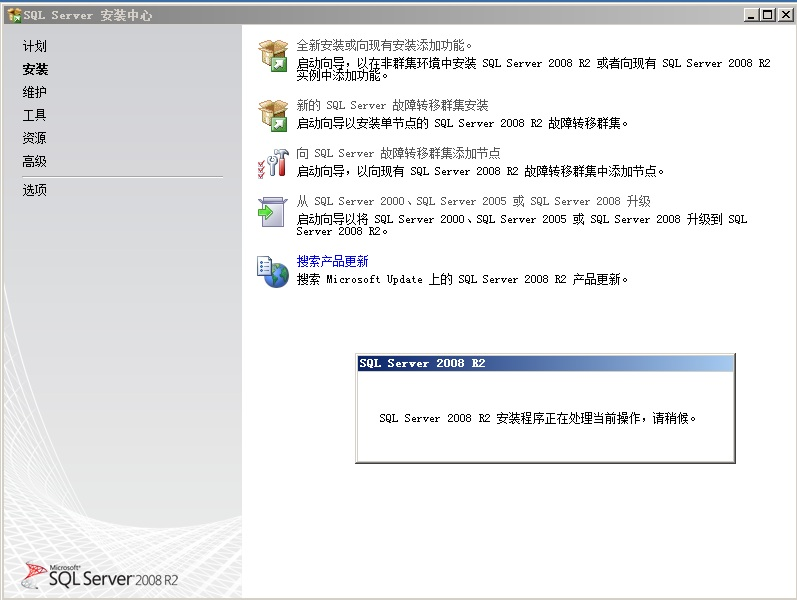 SQL Server 安装中心
计划
安装
维护
工具
资源
高级
选项
全新安装或向现有安装添加功能。
启动向导，以在非群集环境中安装 SQL Server 2008 R2 或者向现有 SQL Server 2008 R2
实例中添加功能。
新的 SQL Server 故障转移群集安装
启动向导以安装单节点的 SQL Server 2008 R2 故障转移群集。
向 SQL Server 故障转移群集添加节点
启动向导，以向现有 SQL Server 2008 R2 故障转移群集中添加节点。
从 SQL Server 2000、SQL Server 2005 或 SQL Server 2008 升级
启动向导以将 SQL Server 2000、SQL Server 2005 或 SQL Server 2008 升级到 SQL
Server 2008 R2。
搜索产品更新
搜索 Microsoft Update 上的 SQL Server 2008 R2 产品更新。
SQL Server 2008 R2
SQL Server 2008 R2 安装程序正在处理当前操作，请稍候。
Microsoft
SQL Server 2008 R2